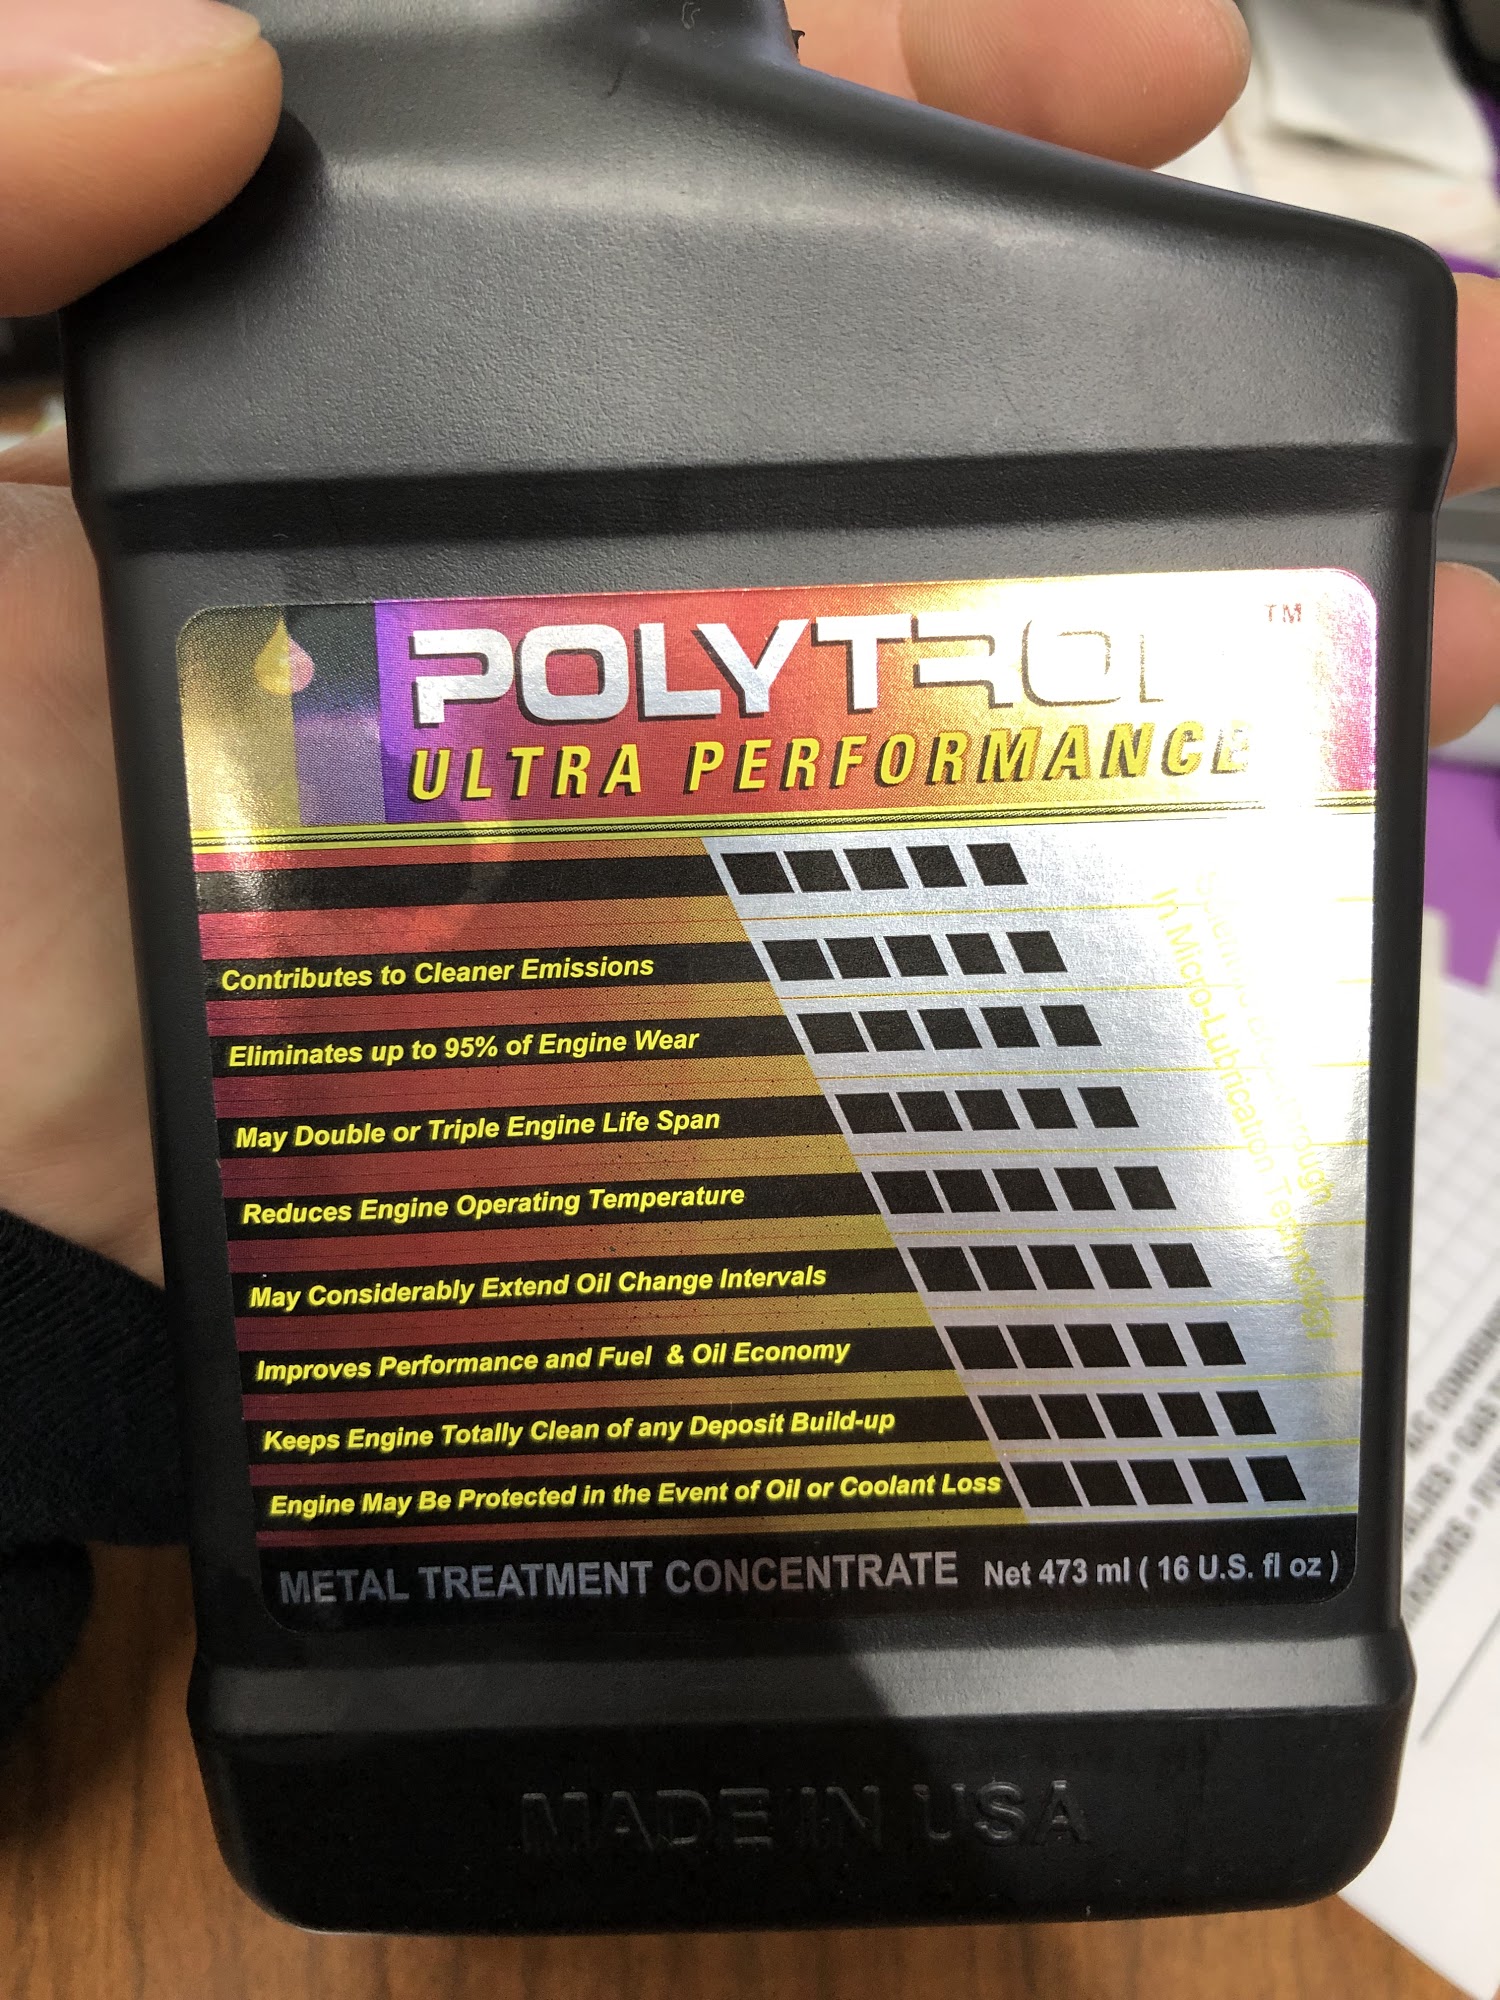 POLYTRON ™
ULTRA PERFORMANCE
Contributes to Cleaner Emissions
Eliminates up to 95% of Engine Wear
May Double or Triple Engine Life Span
Reduces Engine Operating Temperature
May Considerably Extend Oil Change Intervals
Improves Performance and Fuel & Oil Economy
Keeps Engine Totally Clean of any Deposit Build-up
Engine May Be Protected in the Event of Oil or Coolant Loss
In Micro-Lubrication Technology
METAL TREATMENT CONCENTRATE Net 473 ml ( 16 U.S. fl oz )
MADE IN USA